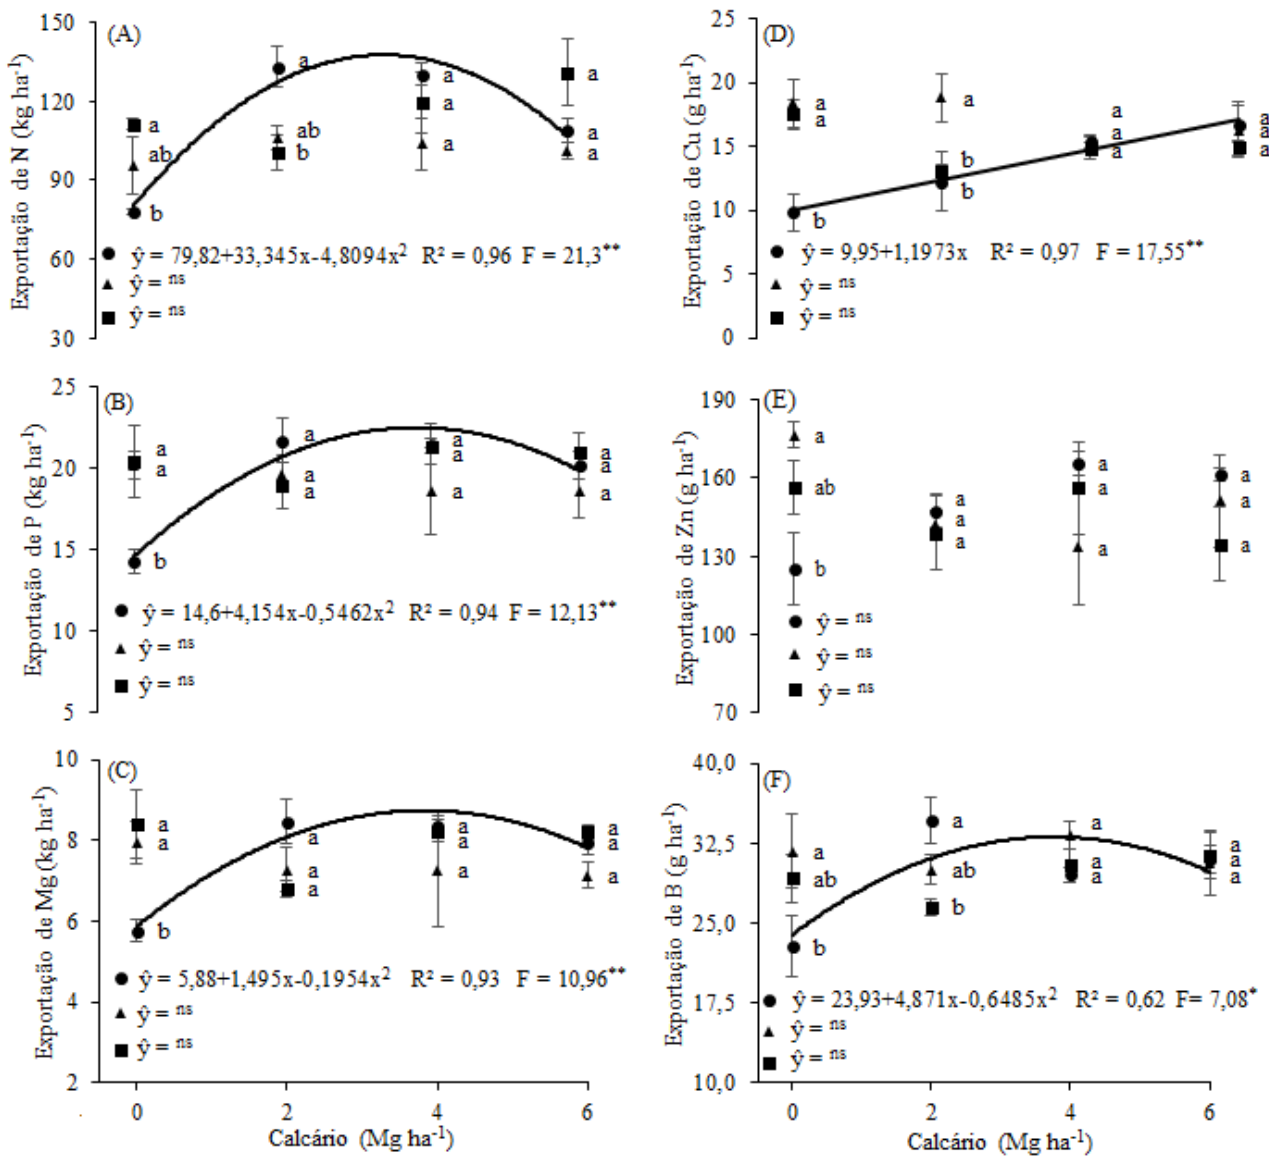 (A)
Exportação de N (kg ha⁻¹)
150
120
90
60
30
a
ab
b
a
ab
b
a
a
a
a
a
a
ŷ = 79,82+33,345x-4,8094x² R² = 0,96 F = 21,3**
ŷ = ns
ŷ = ns
(D)
Exportação de Cu (g ha⁻¹)
25
20
15
10
5
0
a
a
b
a
b
b
a
a
a
a
a
a
ŷ = 9,95+1,1973x R² = 0,97 F = 17,55**
ŷ = ns
ŷ = ns
(B)
Exportação de P (kg ha⁻¹)
25
20
15
10
5
a
a
b
a
a
a
a
a
a
a
a
a
ŷ = 14,6+4,154x-0,5462x² R² = 0,94 F = 12,13**
ŷ = ns
ŷ = ns
(E)
Exportação de Zn (g ha⁻¹)
190
160
130
100
70
a
ab
b
a
a
a
a
a
a
a
a
a
ŷ = ns
ŷ = ns
ŷ = ns
(C)
Exportação de Mg (kg ha⁻¹)
10
8
6
4
2
a
a
b
a
a
a
a
a
a
a
a
a
ŷ = 5,88+1,495x-0,1954x² R² = 0,93 F = 10,96**
ŷ = ns
ŷ = ns
0 2 4 6
Calcário (Mg ha⁻¹)
(F)
Exportação de B (g ha⁻¹)
40,0
32,5
25,0
17,5
10,0
a
ab
b
a
ab
b
a
a
a
a
a
a
ŷ = 23,93+4,871x-0,6485x² R² = 0,62 F= 7,08*
ŷ = ns
ŷ = ns
0 2 4 6
Calcário (Mg ha⁻¹)